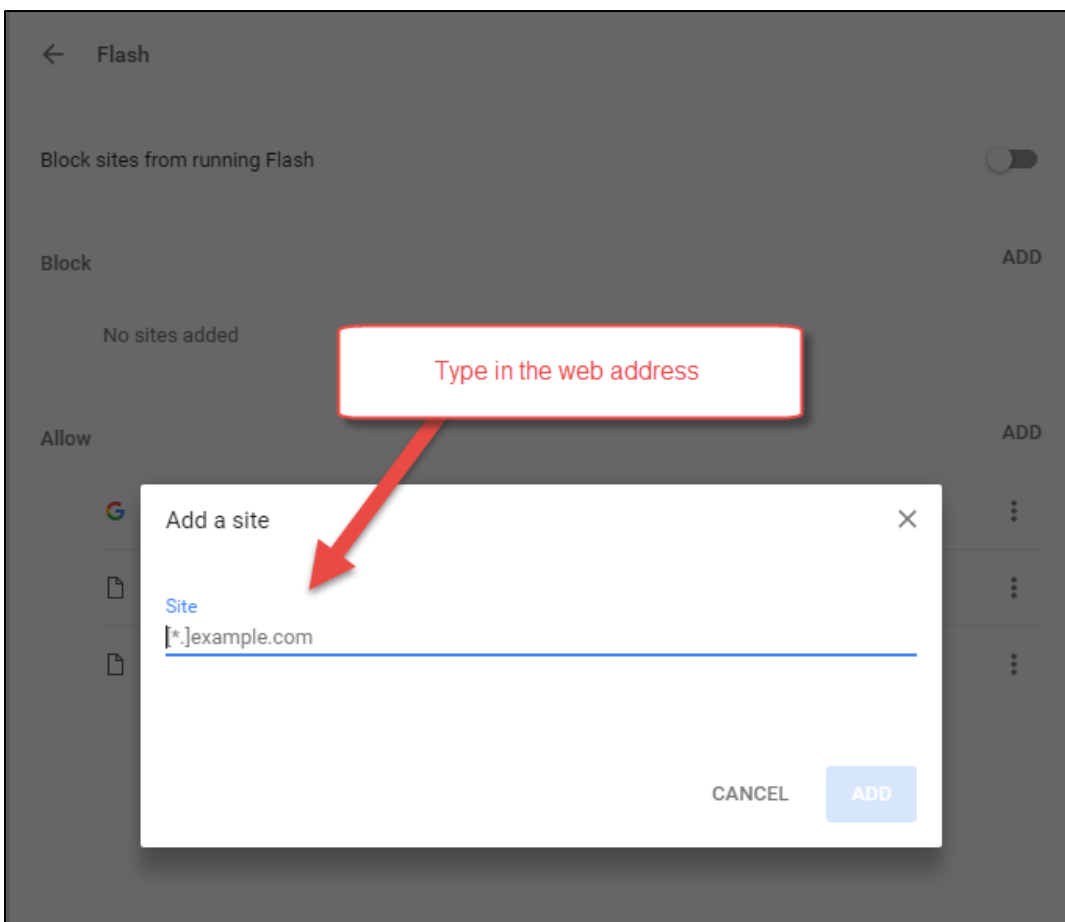 Flash
Block sites from running Flash
Block
ADD
No sites added
Type in the web address
Allow
ADD
Add a site
Site
[*.]example.com
CANCEL
ADD